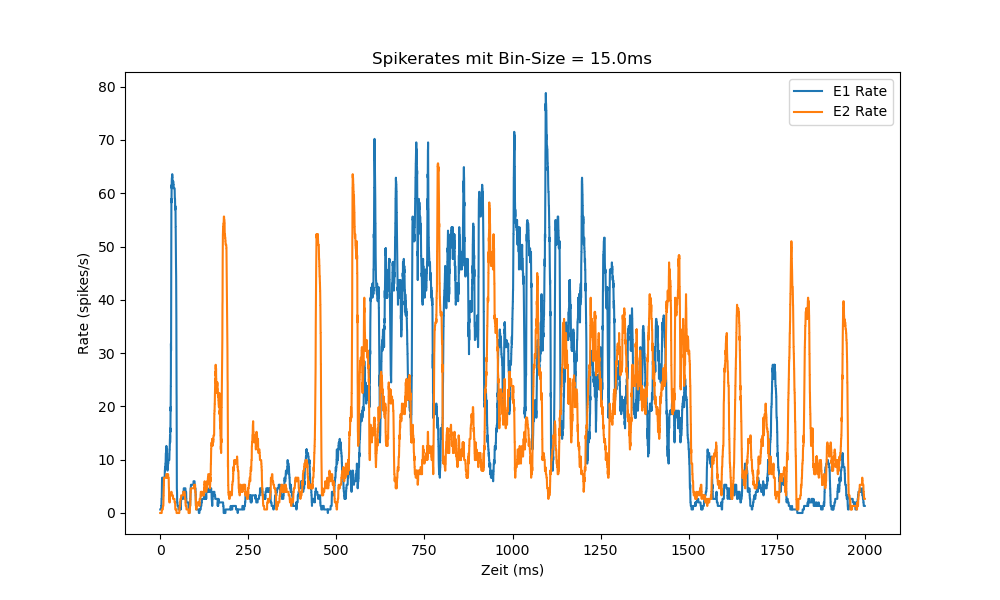 Spikerates mit Bin-Size = 15.0ms
E1 Rate
E2 Rate
Rate (spikes/s)
80
70
60
50
40
30
20
10
0
0 250 500 750 1000 1250 1500 1750 2000
Zeit (ms)